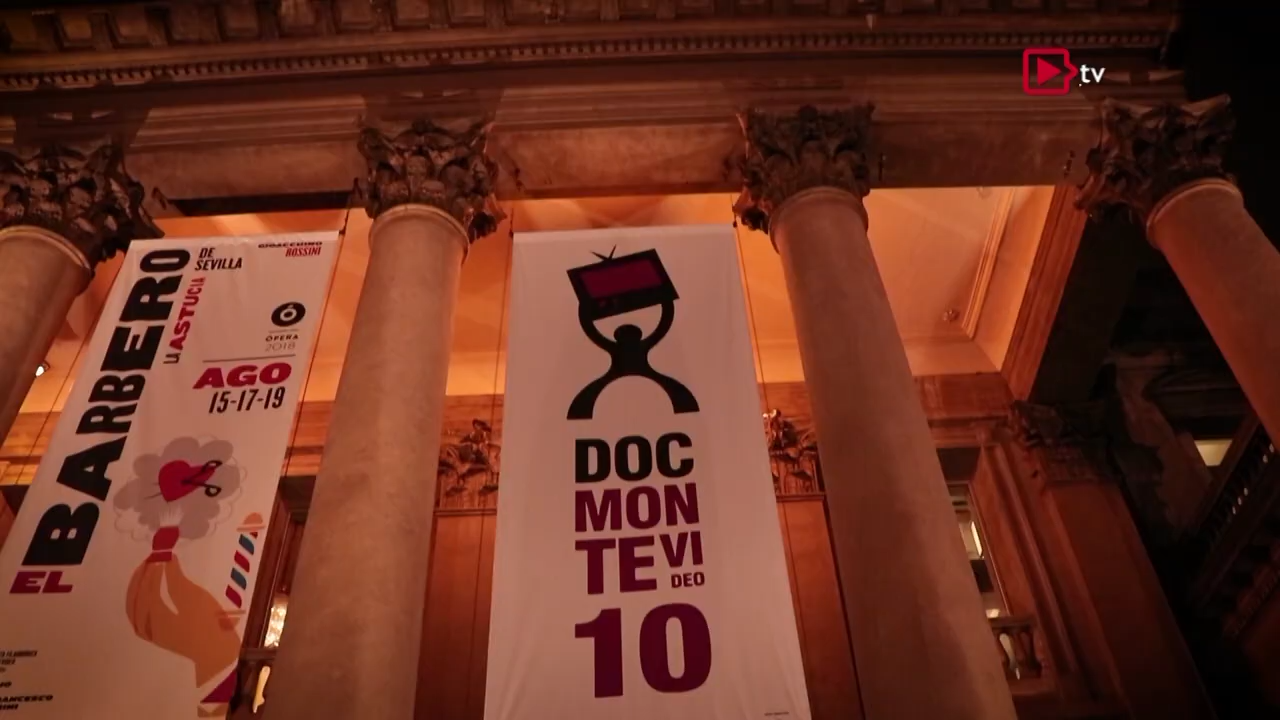 EL BARBERO
DE
SEVILLA
LA ASTUCIA
GIOACCHINO
ROSSINI
ÓPERA
2018
AGO
15-17-19
DOC
MON
TE VI
DEO
10
tv